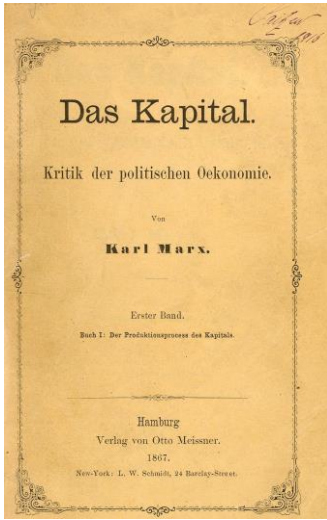 Das Kapital.
Kritik der politischen Oekonomie.
Von
Karl Marx.
Erster Band.
Buch I: Der Produktionsprocess des Kapitals.
Hamburg
Verlag von Otto Meissner.
1867.
New-York: L. W. Schmidt, 24 Barclay-Street.